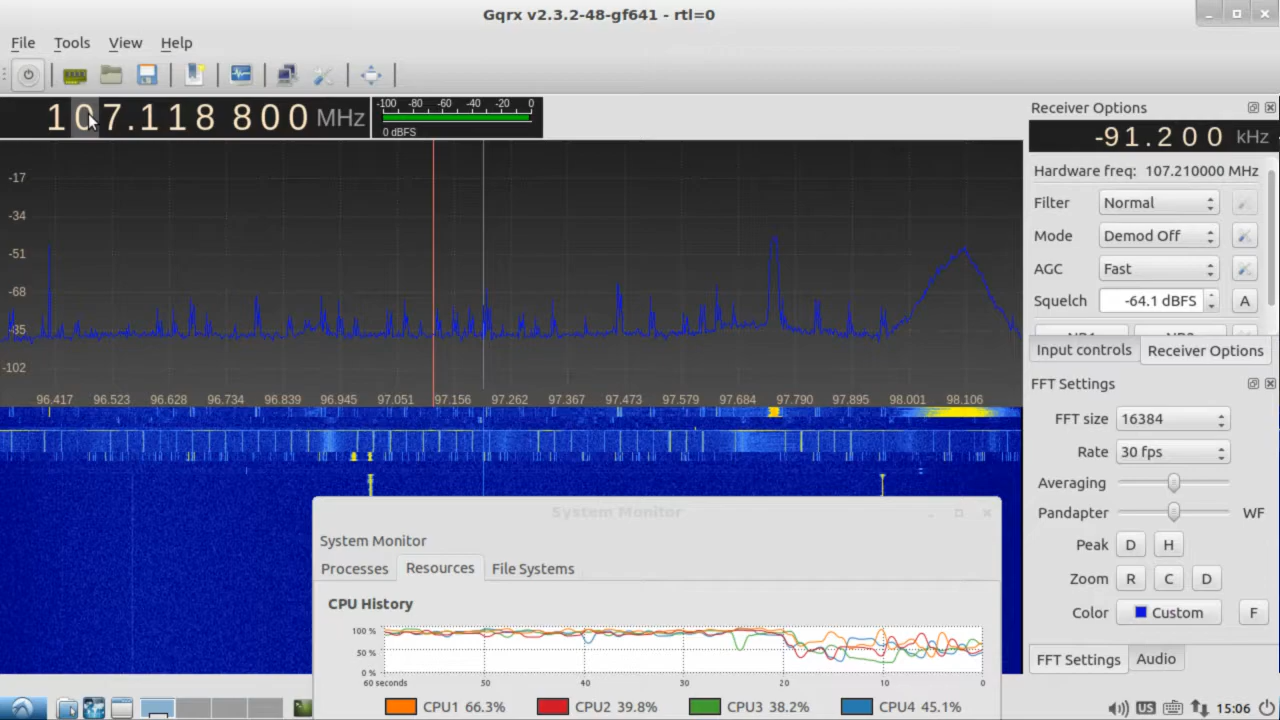 Gqrx v2.3.2-48-gf641 - rtl=0
File Tools View Help
107.118 800 MHz
-100 -80 -60 -40 -20 0
0 dBFS
-17
-34
-51
-68
-85
-102
96.417 96.523 96.628 96.734 96.839 96.945 97.051 97.156 97.262 97.367 97.473 97.579 97.684 97.790 97.895 98.001 98.106
Receiver Options
-91.200 kHz
Hardware freq: 107.210000 MHz
Filter Normal
Mode Demod Off
AGC Fast
Squelch -64.1 dBFS A
Input controls Receiver Options
FFT Settings
FFT size 16384
Rate 30 fps
Averaging
Pandapter WF
Peak D H
Zoom R C D
Color Custom F
FFT Settings Audio
System Monitor
System Monitor
Processes Resources File Systems
CPU History
100 %
50 %
0 %
60 seconds 50 40 30 20 10 0
CPU1 66.3% CPU2 39.8% CPU3 38.2% CPU4 45.1%
US 15:06